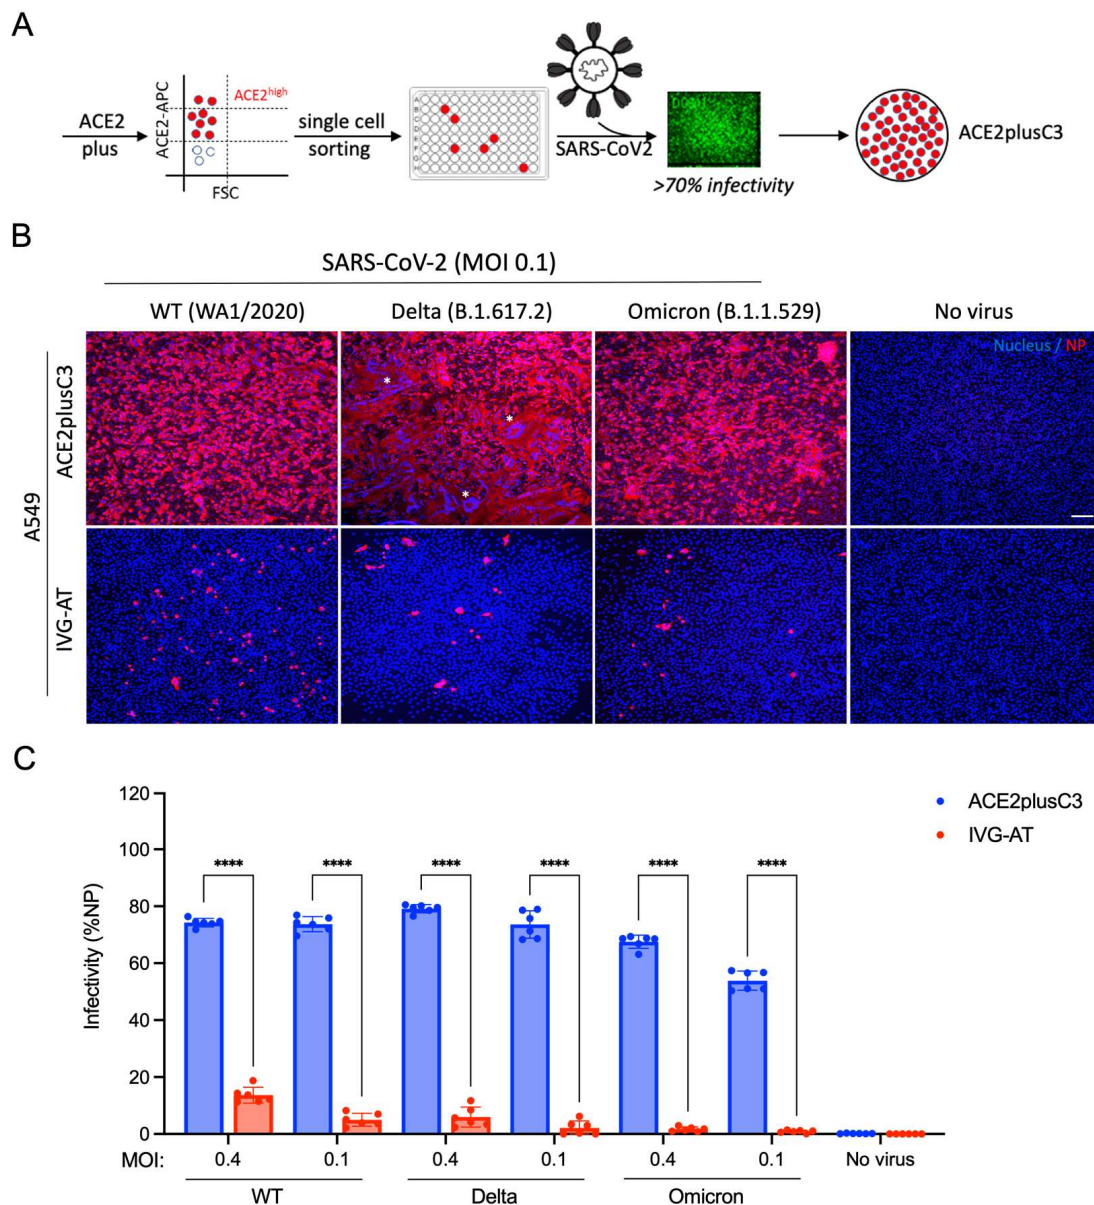 A
ACE2-APC
ACE2high
ACE2
plus
FSC
single cell
sorting
A
B
C
D
E
F
G
H
SARS-CoV2
>70% infectivity
ACE2plusC3
B
SARS-CoV-2 (MOI 0.1)
WT (WA1/2020)
Delta (B.1.617.2)
Omicron (B.1.1.529)
No virus
Nucleus / NP
A549
ACE2plusC3
IVG-AT
*
*
*
C
ACE2plusC3
IVG-AT
Infectivity (%NP)
120
100
80
60
40
20
0
**** **** **** **** **** ****
MOI: 0.4 0.1 0.4 0.1 0.4 0.1 No virus
WT Delta Omicron